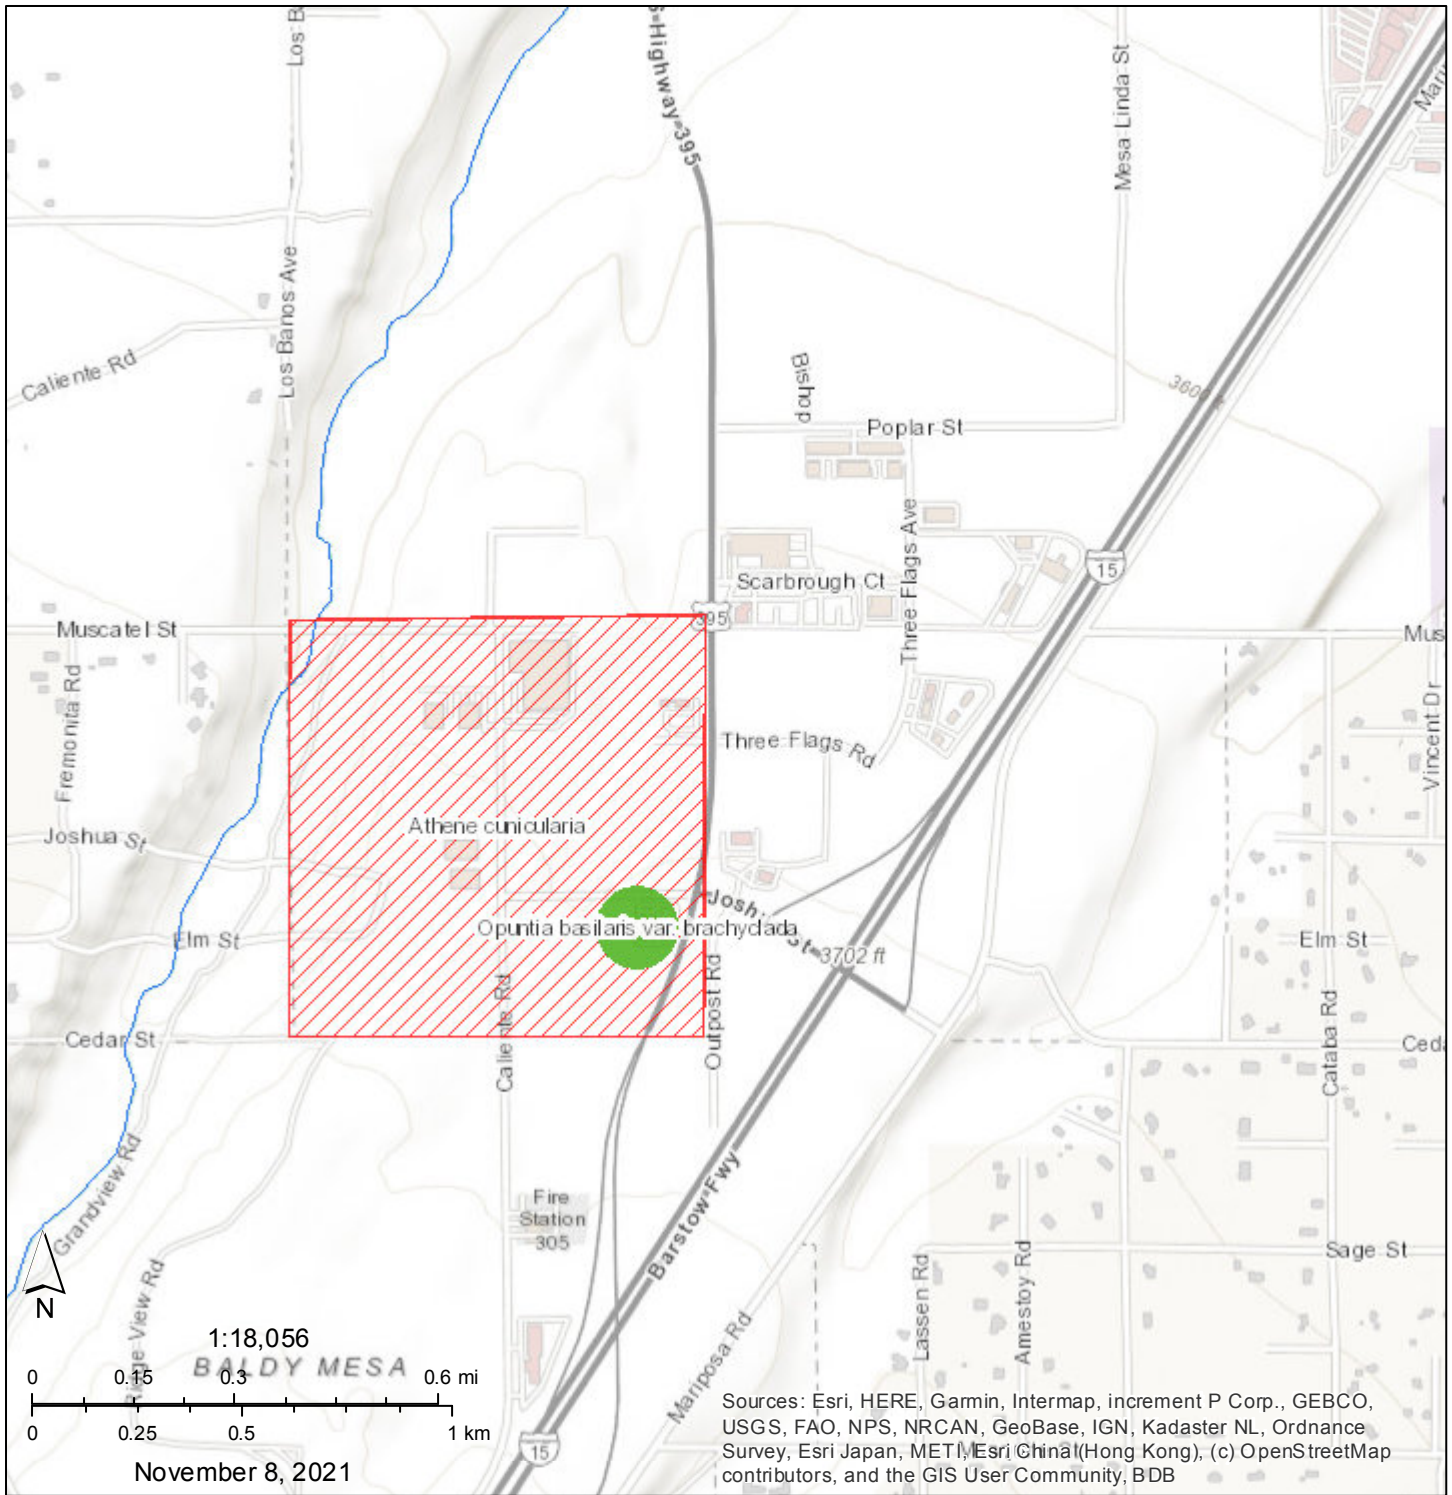 Los B
S-Highway-395
Mesa Linda St
Mari
Los Banos Ave
Caliente Rd
Bishop
3600
Poplar St
Three Flags Ave
15
Scarbrough Ct
395
Muscatel St
Mus
Fremonita Rd
Vincent Dr
Three Flags Rd
Athene cunicularia
Joshua St
Opuntia basilaris var. brachyclada
3702 ft
Elm St
Elm St
Caliente Rd
Outpost Rd
Cataba Rd
Cedar St
Ceda
Grandview Rd
Barstow Fwy
Fire
Station
305
Sage St
Lassen Rd
Amestoy Rd
Ridge View Rd
Mariposa Rd
N
1:18,056
BALDY MESA
0 0.15 0.3 0.6 mi
0 0.25 0.5 1 km
15
November 8, 2021
Sources: Esri, HERE, Garmin, Intermap, increment P Corp., GEBCO,
USGS, FAO, NPS, NRCAN, GeoBase, IGN, Kadaster NL, Ordnance
Survey, Esri Japan, METI, Esri China (Hong Kong), (c) OpenStreetMap
contributors, and the GIS User Community, BDB